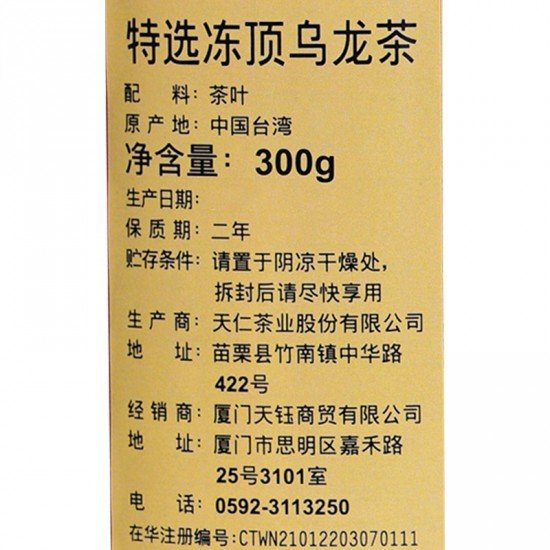 特选冻顶乌龙茶
配 料：茶叶
原产地：中国台湾
净含量：300g
生产日期：
保质期：二年
贮存条件：请置于阴凉干燥处，
拆封后请尽快享用
生产商：天仁茶业股份有限公司
地 址：苗栗县竹南镇中华路
422号
经销商：厦门天钰商贸有限公司
地 址：厦门市思明区嘉禾路
25号3101室
电 话：0592-3113250
在华注册编号：CTWN21012203070111